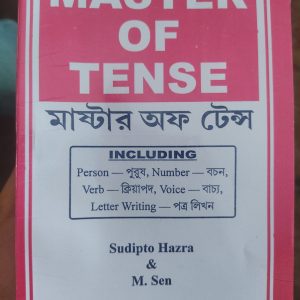 MASTER
OF
TENSE
মাষ্টার অফ টেন্স
INCLUDING
Person — পুরুষ, Number — বচন,
Verb — ক্রিয়াপদ, Voice — বাচ্য,
Letter Writing — পত্র লিখন
Sudipto Hazra
&
M. Sen